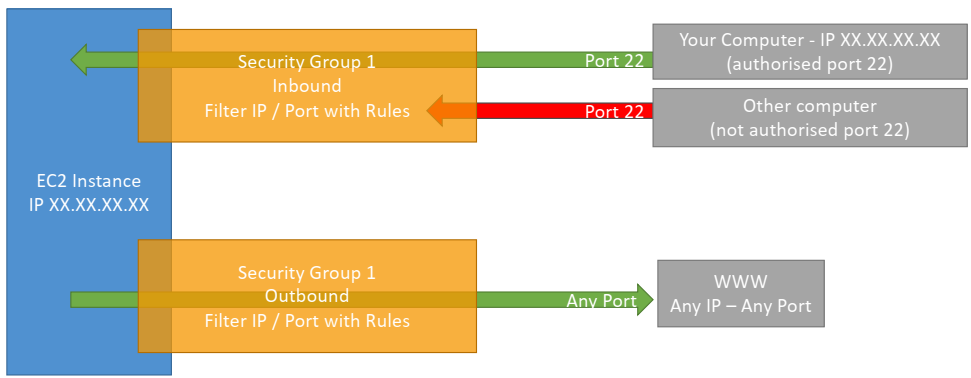 Your Computer - IP XX.XX.XX.XX
(authorised port 22)
Port 22
Security Group 1
Inbound
Filter IP / Port with Rules
Other computer
(not authorised port 22)
Port 22
EC2 Instance
IP XX.XX.XX.XX
Security Group 1
Outbound
Filter IP / Port with Rules
Any Port
WWW
Any IP – Any Port